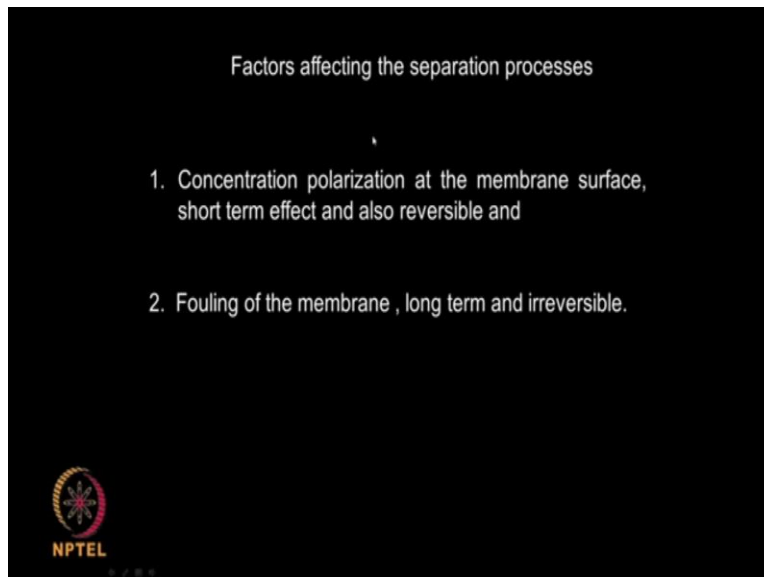 Factors affecting the separation processes
1. Concentration polarization at the membrane surface,
short term effect and also reversible and
2. Fouling of the membrane , long term and irreversible.
NPTEL